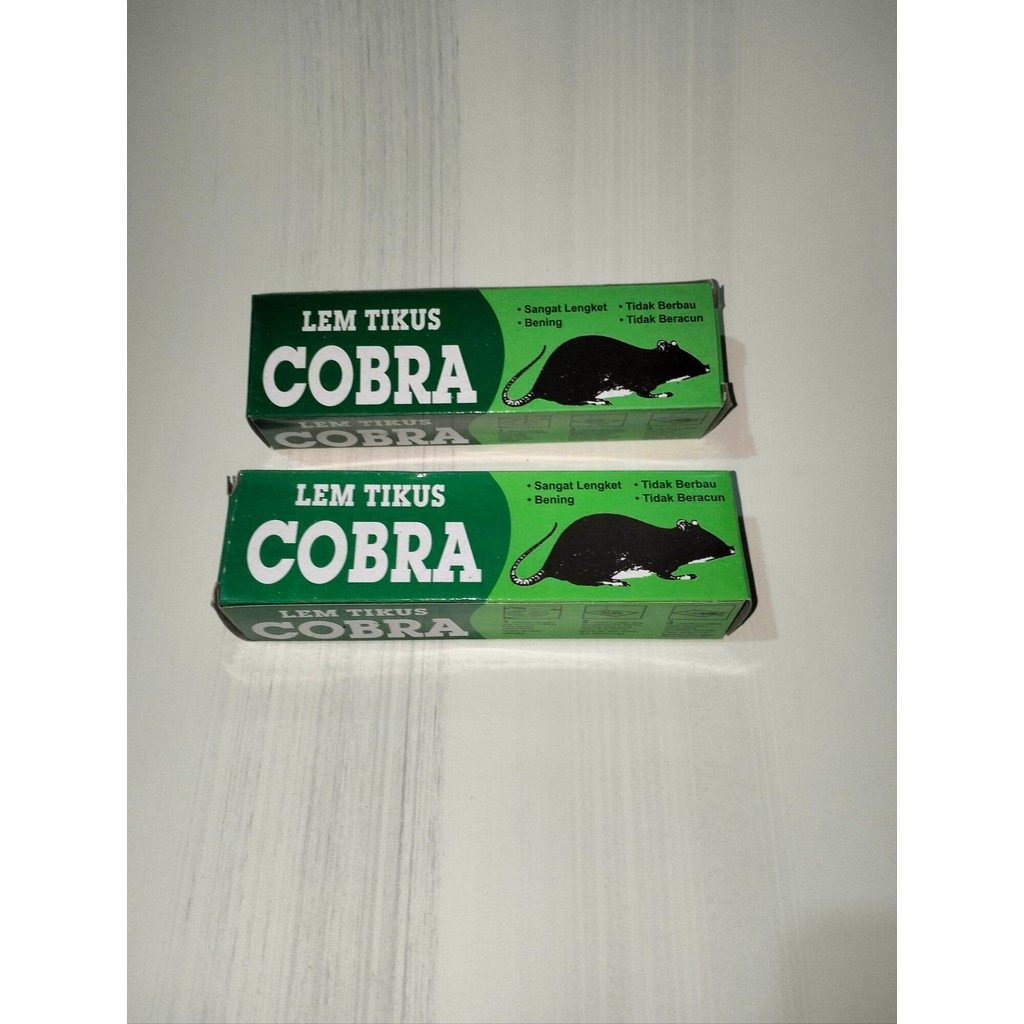 LEM TIKUS
COBRA
• Sangat Lengket • Tidak Berbau
• Bening • Tidak Beracun
LEM TIKUS
COBRA
LEM TIKUS
COBRA
• Sangat Lengket • Tidak Berbau
• Bening • Tidak Beracun
LEM TIKUS
COBRA